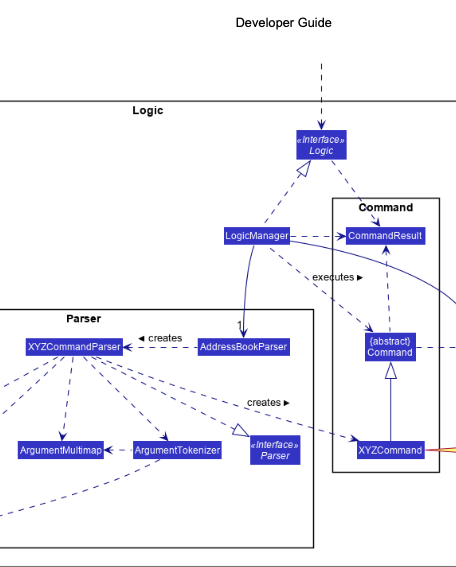 Developer Guide
Logic
«Interface»
Logic
Command
LogicManager
CommandResult
executes ►
1
Parser
{abstract}
Command
◄ creates
XYZCommandParser
AddressBookParser
creates ►
ArgumentMultimap
ArgumentTokenizer
«Interface»
Parser
XYZCommand